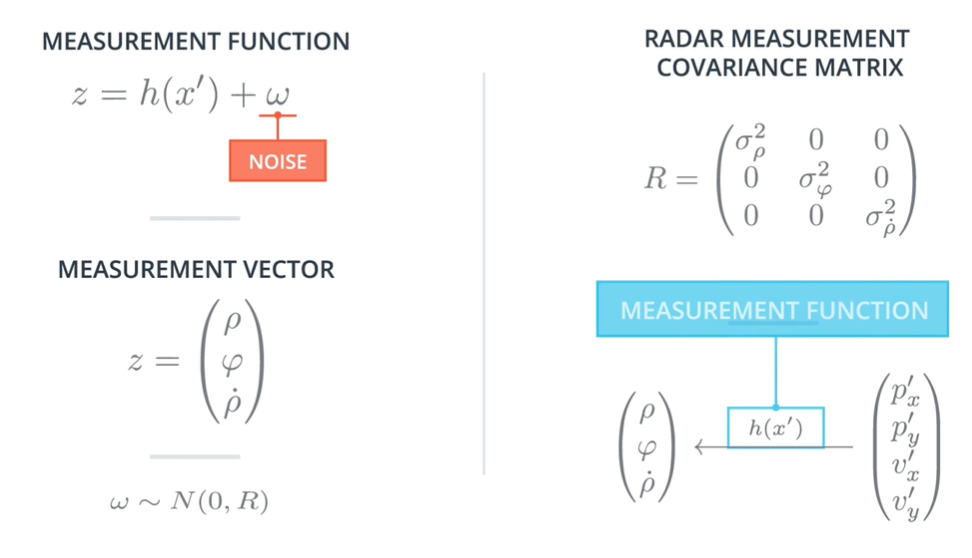 MEASUREMENT FUNCTION
z = h(x′) + ω
NOISE
MEASUREMENT VECTOR
z = (ρ
φ
ρ̇)
ω ∼ N(0, R)
RADAR MEASUREMENT
COVARIANCE MATRIX
R = (σ²ρ 0 0
0 σ²φ 0
0 0 σ²ρ̇)
MEASUREMENT FUNCTION
(ρ
φ
ρ̇)
h(x′)
(p′x
p′y
v′x
v′y)